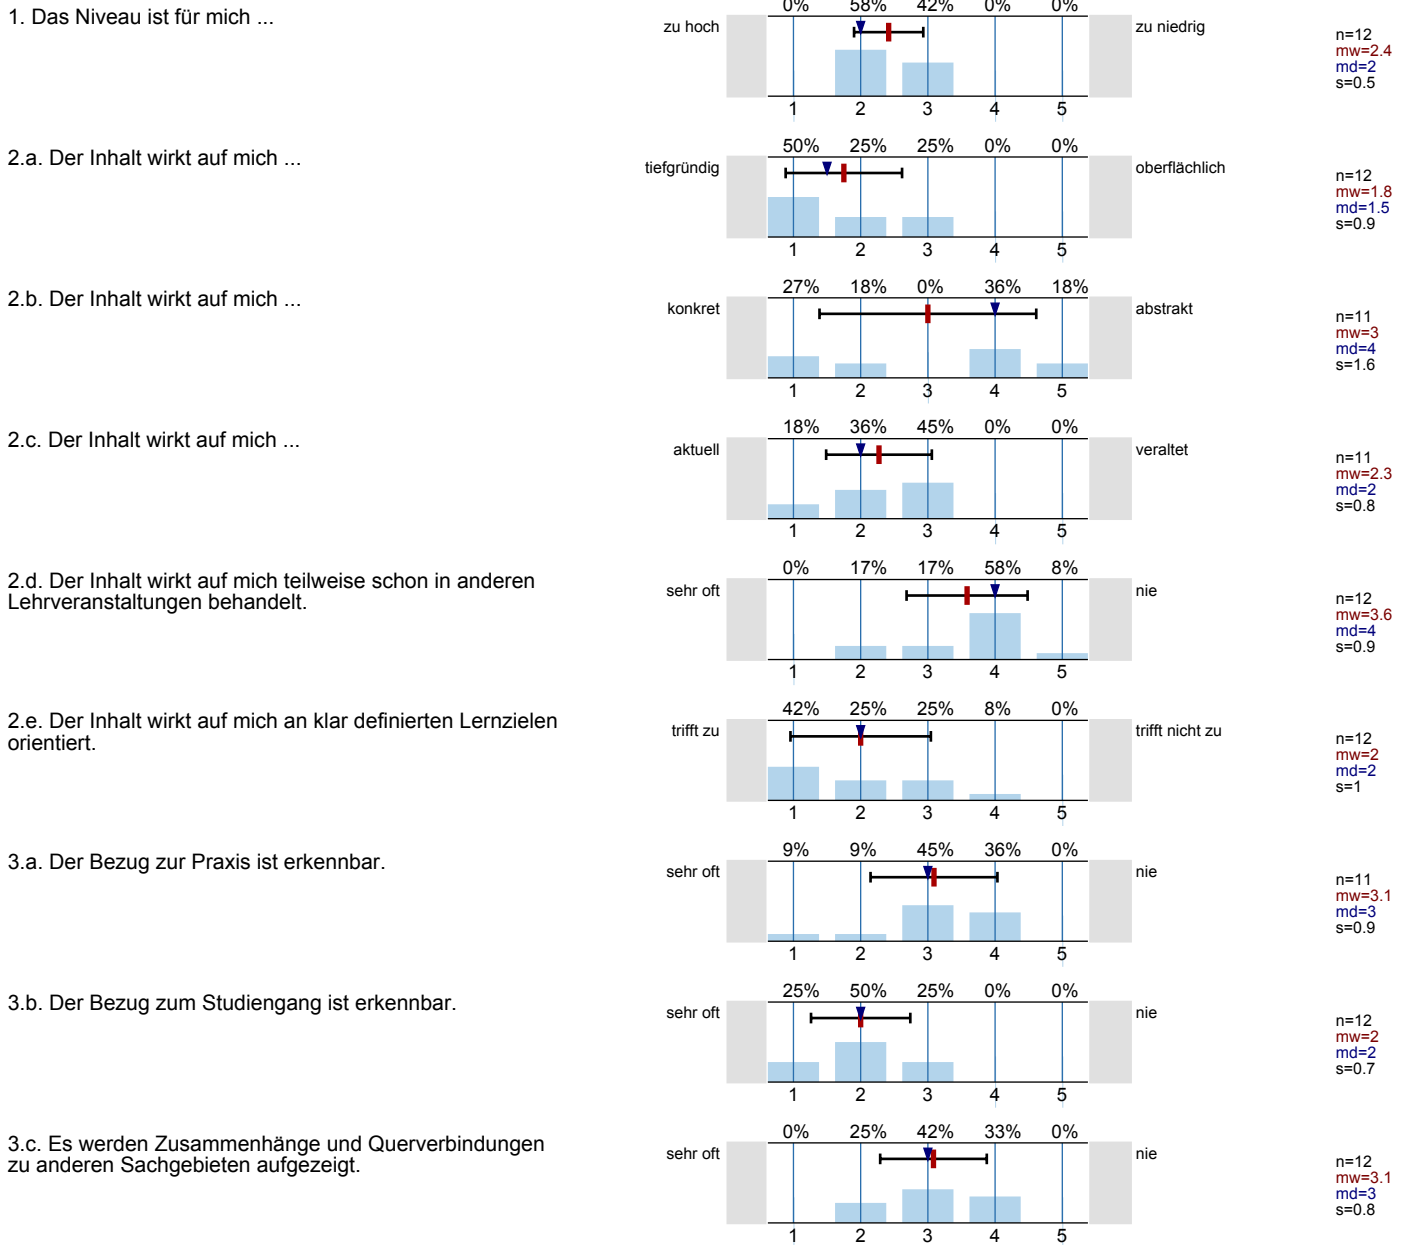 1. Das Niveau ist für mich ...
0% 58% 42% 0% 0%
zu hoch
zu niedrig
n=12
mw=2.4
md=2
s=0.5
1 2 3 4 5
2.a. Der Inhalt wirkt auf mich ...
50% 25% 25% 0% 0%
tiefgründig
oberflächlich
n=12
mw=1.8
md=1.5
s=0.9
1 2 3 4 5
2.b. Der Inhalt wirkt auf mich ...
27% 18% 0% 36% 18%
konkret
abstrakt
n=11
mw=3
md=4
s=1.6
1 2 3 4 5
2.c. Der Inhalt wirkt auf mich ...
18% 36% 45% 0% 0%
aktuell
veraltet
n=11
mw=2.3
md=2
s=0.8
1 2 3 4 5
2.d. Der Inhalt wirkt auf mich teilweise schon in anderen
Lehrveranstaltungen behandelt.
0% 17% 17% 58% 8%
sehr oft
nie
n=12
mw=3.6
md=4
s=0.9
1 2 3 4 5
2.e. Der Inhalt wirkt auf mich an klar definierten Lernzielen
orientiert.
42% 25% 25% 8% 0%
trifft zu
trifft nicht zu
n=12
mw=2
md=2
s=1
1 2 3 4 5
3.a. Der Bezug zur Praxis ist erkennbar.
9% 9% 45% 36% 0%
sehr oft
nie
n=11
mw=3.1
md=3
s=0.9
1 2 3 4 5
3.b. Der Bezug zum Studiengang ist erkennbar.
25% 50% 25% 0% 0%
sehr oft
nie
n=12
mw=2
md=2
s=0.7
1 2 3 4 5
3.c. Es werden Zusammenhänge und Querverbindungen
zu anderen Sachgebieten aufgezeigt.
0% 25% 42% 33% 0%
sehr oft
nie
n=12
mw=3.1
md=3
s=0.8
1 2 3 4 5